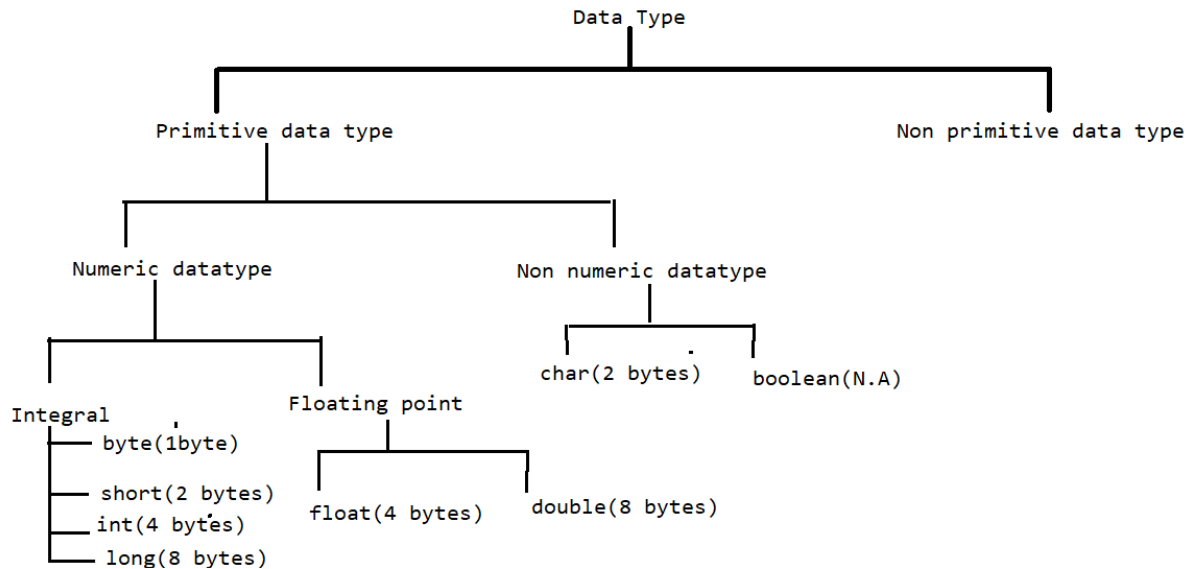 Data Type
Primitive data type
Non primitive data type
Numeric datatype
Non numeric datatype
char(2 bytes)
boolean(N.A)
Integral
Floating point
byte(1byte)
short(2 bytes)
int(4 bytes)
long(8 bytes)
float(4 bytes)
double(8 bytes)